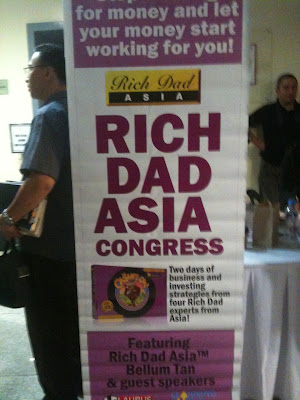 for money and let
your money start
working for you!
Rich Dad
ASIA
RICH
DAD
ASIA
CONGRESS
Two days of
business and
investing
strategies from
four Rich Dad
experts from
Asia!
Featuring
Rich Dad Asia™
Bellum Tan
& guest speakers